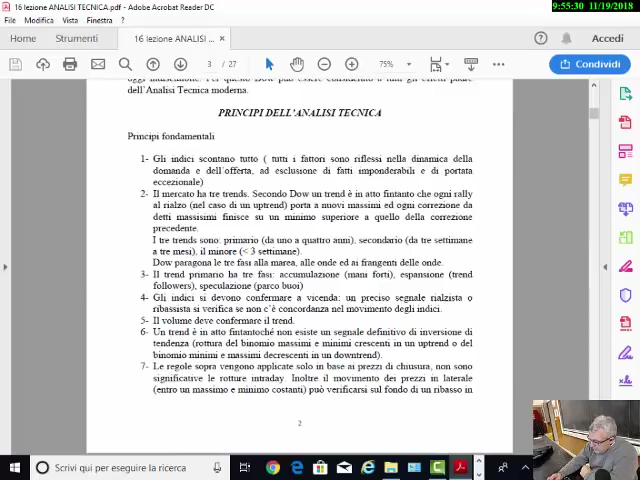 16 lezione ANALISI TECNICA.pdf - Adobe Acrobat Reader DC
9:55:30 11/19/2018
File Modifica Vista Finestra ?
Home Strumenti 16 lezione ANALISI ... × Accedi
3 / 27 75% Condividi
dell'Analisi Tecnica moderna.
PRINCIPI DELL'ANALISI TECNICA
Principi fondamentali
1- Gli indici scontano tutto ( tutti i fattori sono riflessi nella dinamica della
domanda e dell'offerta, ad esclusione di fatti imponderabili e di portata
eccezionale)
2- Il mercato ha tre trends. Secondo Dow un trend è in atto fintanto che ogni rally
al rialzo (nel caso di un uptrend) porta a nuovi massimi ed ogni correzione da
detti massisimi finisce su un minimo superiore a quello della correzione
precedente.
I tre trends sono: primario (da uno a quattro anni), secondario (da tre settimane
a tre mesi), il minore (< 3 settimane).
Dow paragona le tre fasi alla marea, alle onde ed ai frangenti delle onde.
3- Il trend primario ha tre fasi: accumulazione (mani forti), espansione (trend
followers), speculazione (parco buoi)
4- Gli indici si devono confermare a vicenda: un preciso segnale rialzista o
ribassista si verifica se non c'è concordanza nel movimento degli indici.
5- Il volume deve confermare il trend.
6- Un trend è in atto fintantoché non esiste un segnale definitivo di inversione di
tendenza (rottura del binomio massimi e minimi crescenti in un uptrend o del
binomio minimi e massimi decrescenti in un downtrend).
7- Le regole sopra vengono applicate solo in base ai prezzi di chiusura, non sono
significative le rotture intraday. Inoltre il movimento dei prezzi in laterale
(entro un massimo e minimo costanti) può verificarsi sul fondo di un ribasso in
2
Scrivi qui per eseguire la ricerca